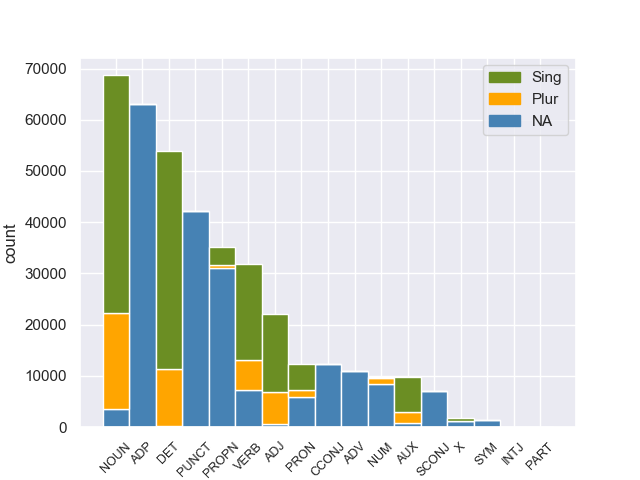 70000
60000
50000
40000
30000
20000
10000
0
count
Sing
Plur
NA
NOUN
ADP
DET
PUNCT
PROPN
VERB
ADJ
PRON
CCONJ
ADV
NUM
AUX
SCONJ
X
SYM
INTJ
PART